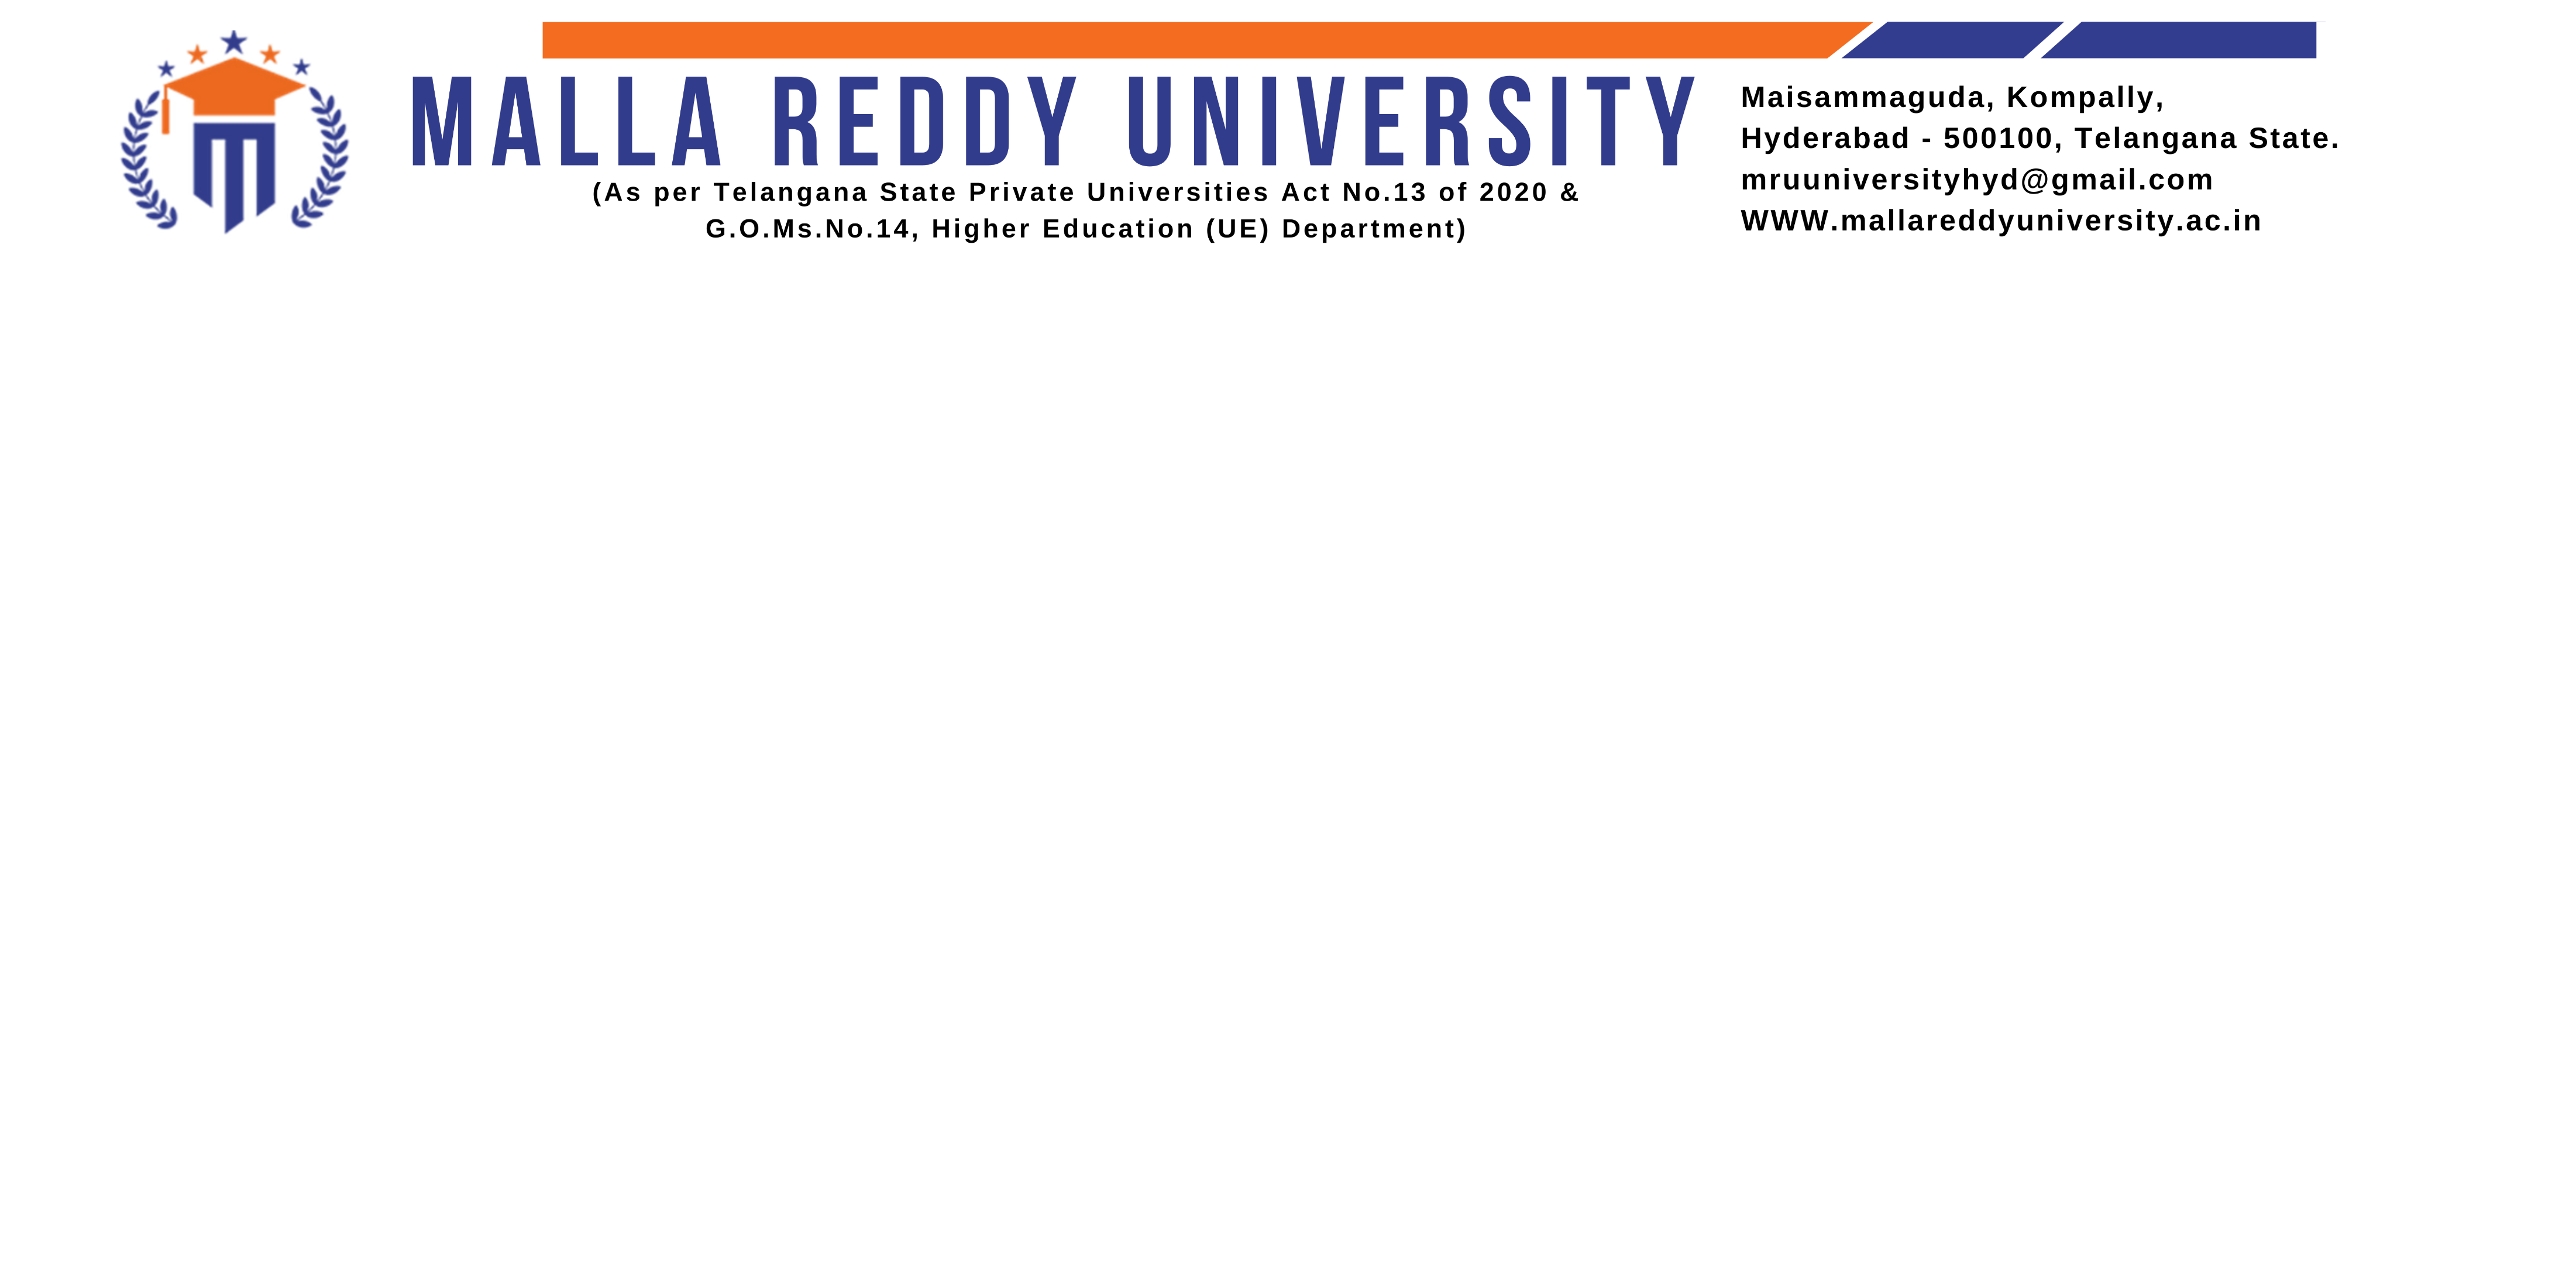 MALLA REDDY UNIVERSITY
(As per Telangana State Private Universities Act No.13 of 2020 &
G.O.Ms.No.14, Higher Education (UE) Department)
Maisammaguda, Kompally,
Hyderabad - 500100, Telangana State.
mruuniversityhyd@gmail.com
WWW.mallareddyuniversity.ac.in